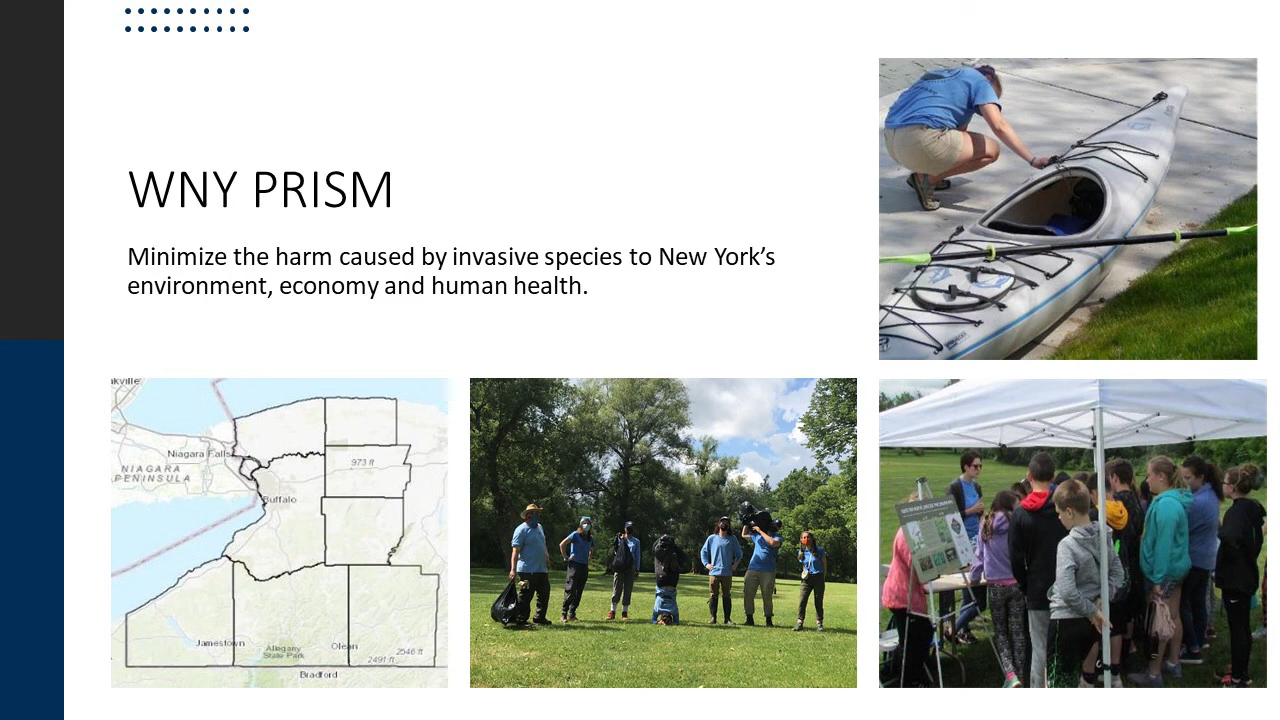 WNY PRISM
Minimize the harm caused by invasive species to New York’s
environment, economy and human health.
kville
Niagara Falls
NIAGARA
PENINSULA
973 ft
Buffalo
Jamestown
Allegany
State Park
Olean
2546 ft
2491 ft
Bradford